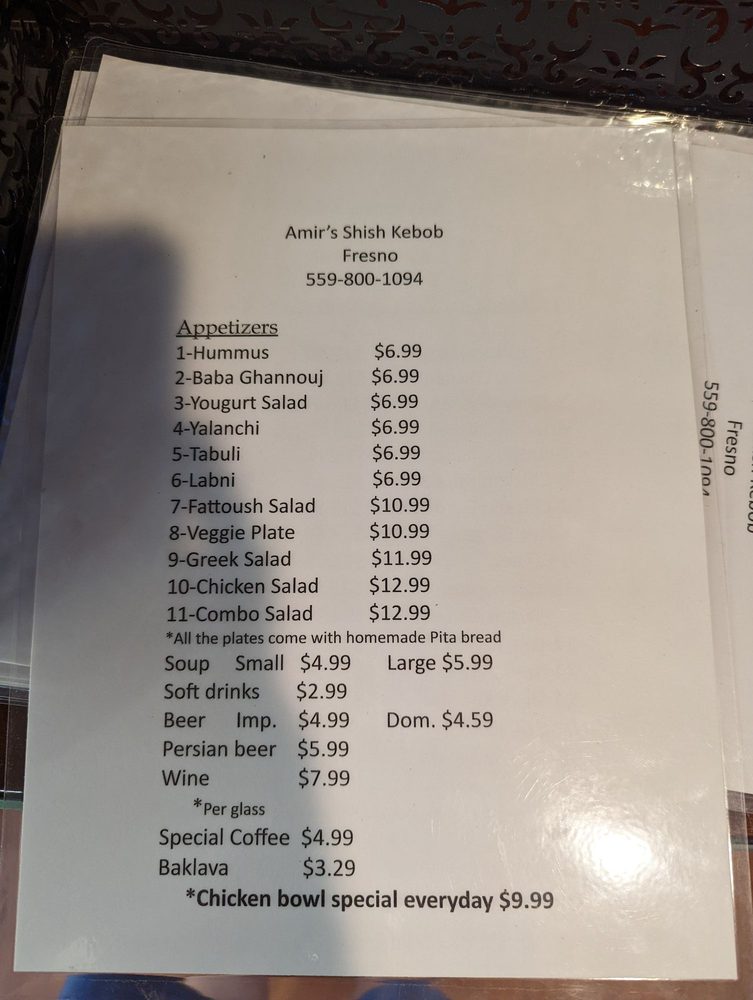 Amir's Shish Kebob
Fresno
559-800-1094
Appetizers
1-Hummus $6.99
2-Baba Ghannouj $6.99
3-Yougurt Salad $6.99
4-Yalanchi $6.99
5-Tabuli $6.99
6-Labni $6.99
7-Fattoush Salad $10.99
8-Veggie Plate $10.99
9-Greek Salad $11.99
10-Chicken Salad $12.99
11-Combo Salad $12.99
*All the plates come with homemade Pita bread
Soup Small $4.99 Large $5.99
Soft drinks $2.99
Beer Imp. $4.99 Dom. $4.59
Persian beer $5.99
Wine $7.99
*Per glass
Special Coffee $4.99
Baklava $3.29
*Chicken bowl special everyday $9.99
Fresno
559-800-1094